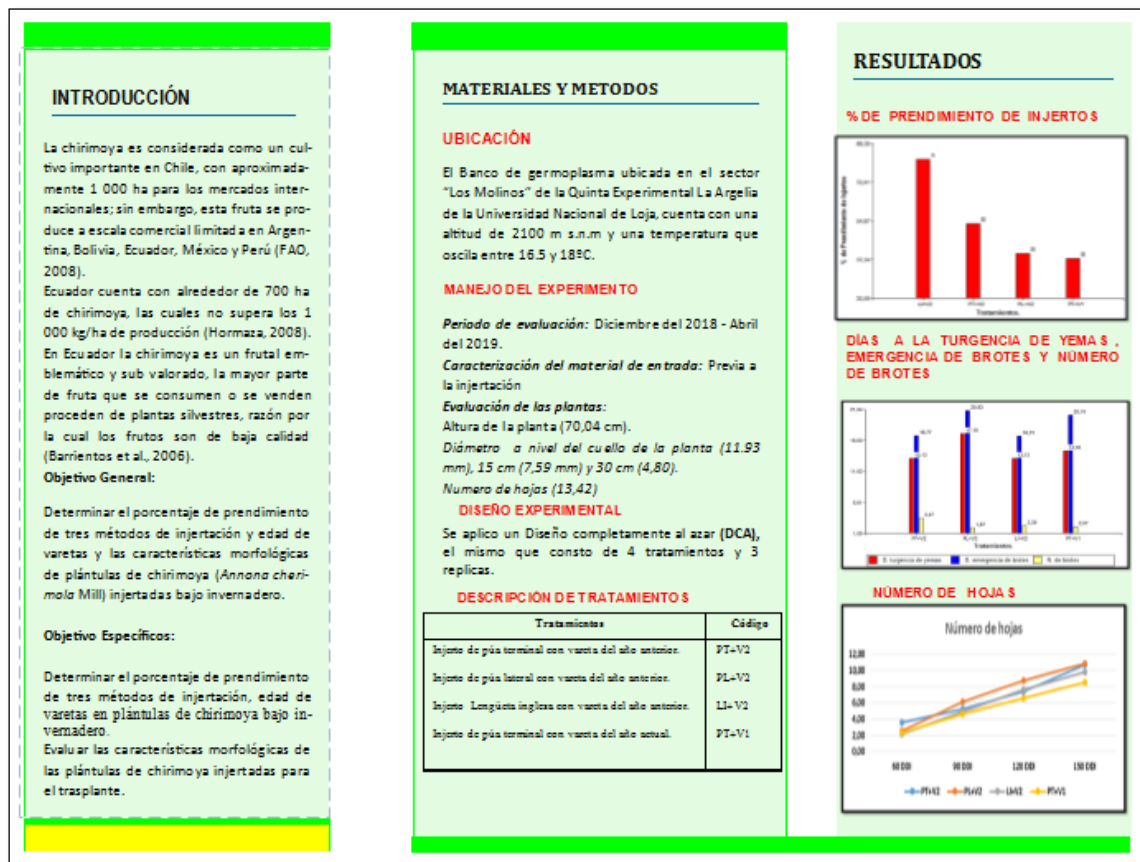 INTRODUCCIÓN
La chirimoya es considerada como un cul-
tivo importante en Chile, con aproximada-
mente 1 000 ha para los mercados inter-
nacionales; sin embargo, esta fruta se pro-
duce a escala comercial limitada en Argen-
tina, Bolivia, Ecuador, México y Perú (FAO,
2008).
Ecuador cuenta con alrededor de 700 ha
de chirimoya, las cuales no supera los 1
000 kg/ha de producción (Hormaza, 2008).
En Ecuador la chirimoya es un frutal em-
blemático y sub valorado, la mayor parte
de fruta que se consumen o se venden
proceden de plantas silvestres, razón por
la cual los frutos son de baja calidad
(Barrientos et al., 2006).
Objetivo General:
Determinar el porcentaje de prendimiento
de tres métodos de injertación y edad de
varetas y las características morfológicas
de plántulas de chirimoya (Annona cheri-
mola Mill) injertadas bajo invernadero.
Objetivo Específicos:
Determinar el porcentaje de prendimiento
de tres métodos de injertación, edad de
varetas en plántulas de chirimoya bajo in-
vernadero.
Evaluar las características morfológicas de
las plántulas de chirimoya injertadas para
el trasplante.
MATERIALES Y METODOS
UBICACIÓN
El Banco de germoplasma ubicada en el sector
“Los Molinos” de la Quinta Experimental La Argelia
de la Universidad Nacional de Loja, cuenta con una
altitud de 2100 m s.n.m y una temperatura que
oscila entre 16.5 y 18ºC.
MANEJO DEL EXPERIMENTO
Periodo de evaluación: Diciembre del 2018 - Abril
del 2019.
Caracterización del material de entrada: Previa a
la injertación
Evaluación de las plantas:
Altura de la planta (70,04 cm).
Diámetro a nivel del cuello de la planta (11.93
mm), 15 cm (7,59 mm) y 30 cm (4,80).
Numero de hojas (13,42)
DISEÑO EXPERIMENTAL
Se aplico un Diseño completamente al azar (DCA),
el mismo que consto de 4 tratamientos y 3
replicas.
DESCRIPCIÓN DE TRATAMIENTOS
Tratamientos Código
Injerto de púa terminal con vareta del año anterior. PT+V2
Injerto de púa lateral con vareta del año anterior. PL+V2
Injerto Lengüeta inglesa con vareta del año anterior. LI+V2
Injerto de púa terminal con vareta del año actual. PT+V1
RESULTADOS
% DE PRENDIMIENTO DE INJERTOS
% de Prendimiento de Injertos
Tratamientos.
DÍAS A LA TURGENCIA DE YEMAS,
EMERGENCIA DE BROTES Y NÚMERO
DE BROTES
Tratamientos.
D. turgencia de yemas D. emergencia de brotes N. de brotes
NÚMERO DE HOJAS
Número de hojas
12,00
10,00
8,00
6,00
4,00
2,00
0,00
60 DDI 90 DDI 120 DDI 150 DDI
PT+V2 PL+V2 LI+V2 PT+V1